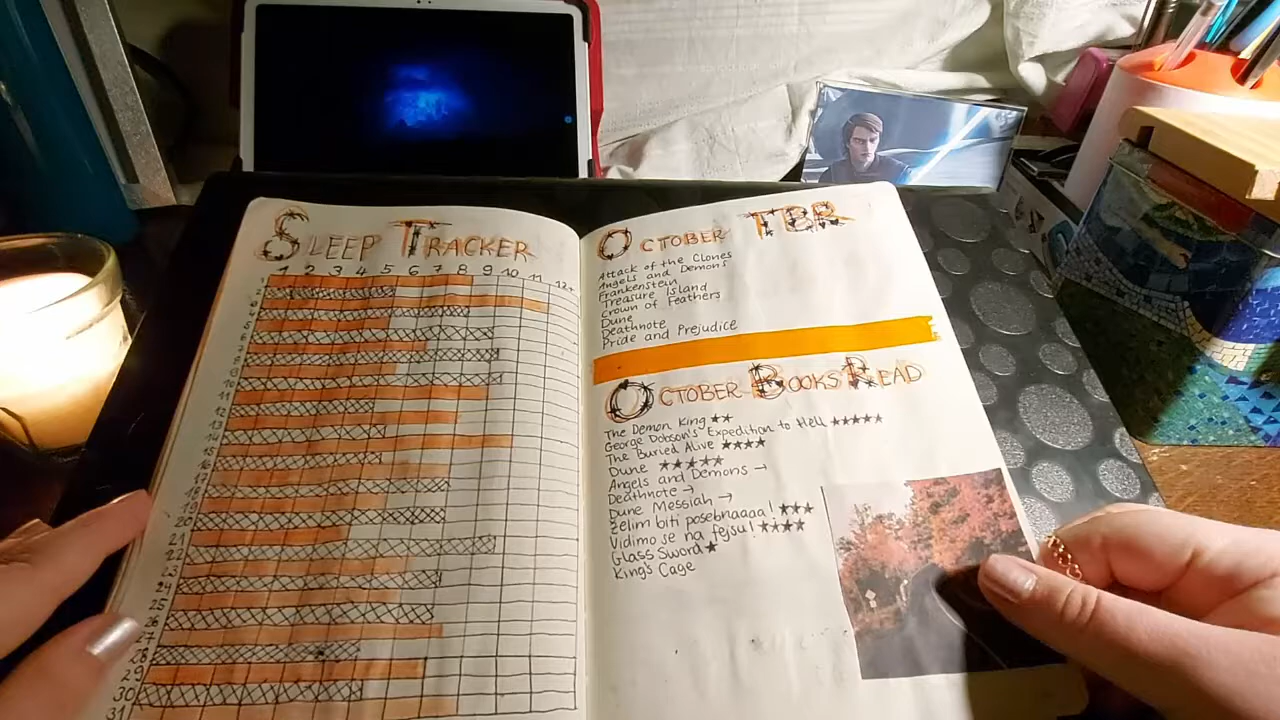 SLEEP TRACKER
1 2 3 4 5 6 7 8 9 10 11 12+
1
5
6
7
8
9
10
11
12
13
14
15
16
17
18
19
20
21
22
23
24
25
26
27
28
29
30
31
OCTOBER TBR
Attack of the Clones
Angels and Demons
Frankenstein
Treasure Island
Crown of Feathers
Dune
Deathnote
Pride and Prejudice
OCTOBER BOOKS READ
The Demon King ★★
George Dobson's Expedition to Hell ★★★★★
The Buried Alive ★★★★
Dune ★★★★★
Angels and Demons →
Deathnote →
Dune Messiah →
Želim biti posebnaaaa! ★★★
Vidimo se na fejsu! ★★★★
Glass Sword ★
King's Cage